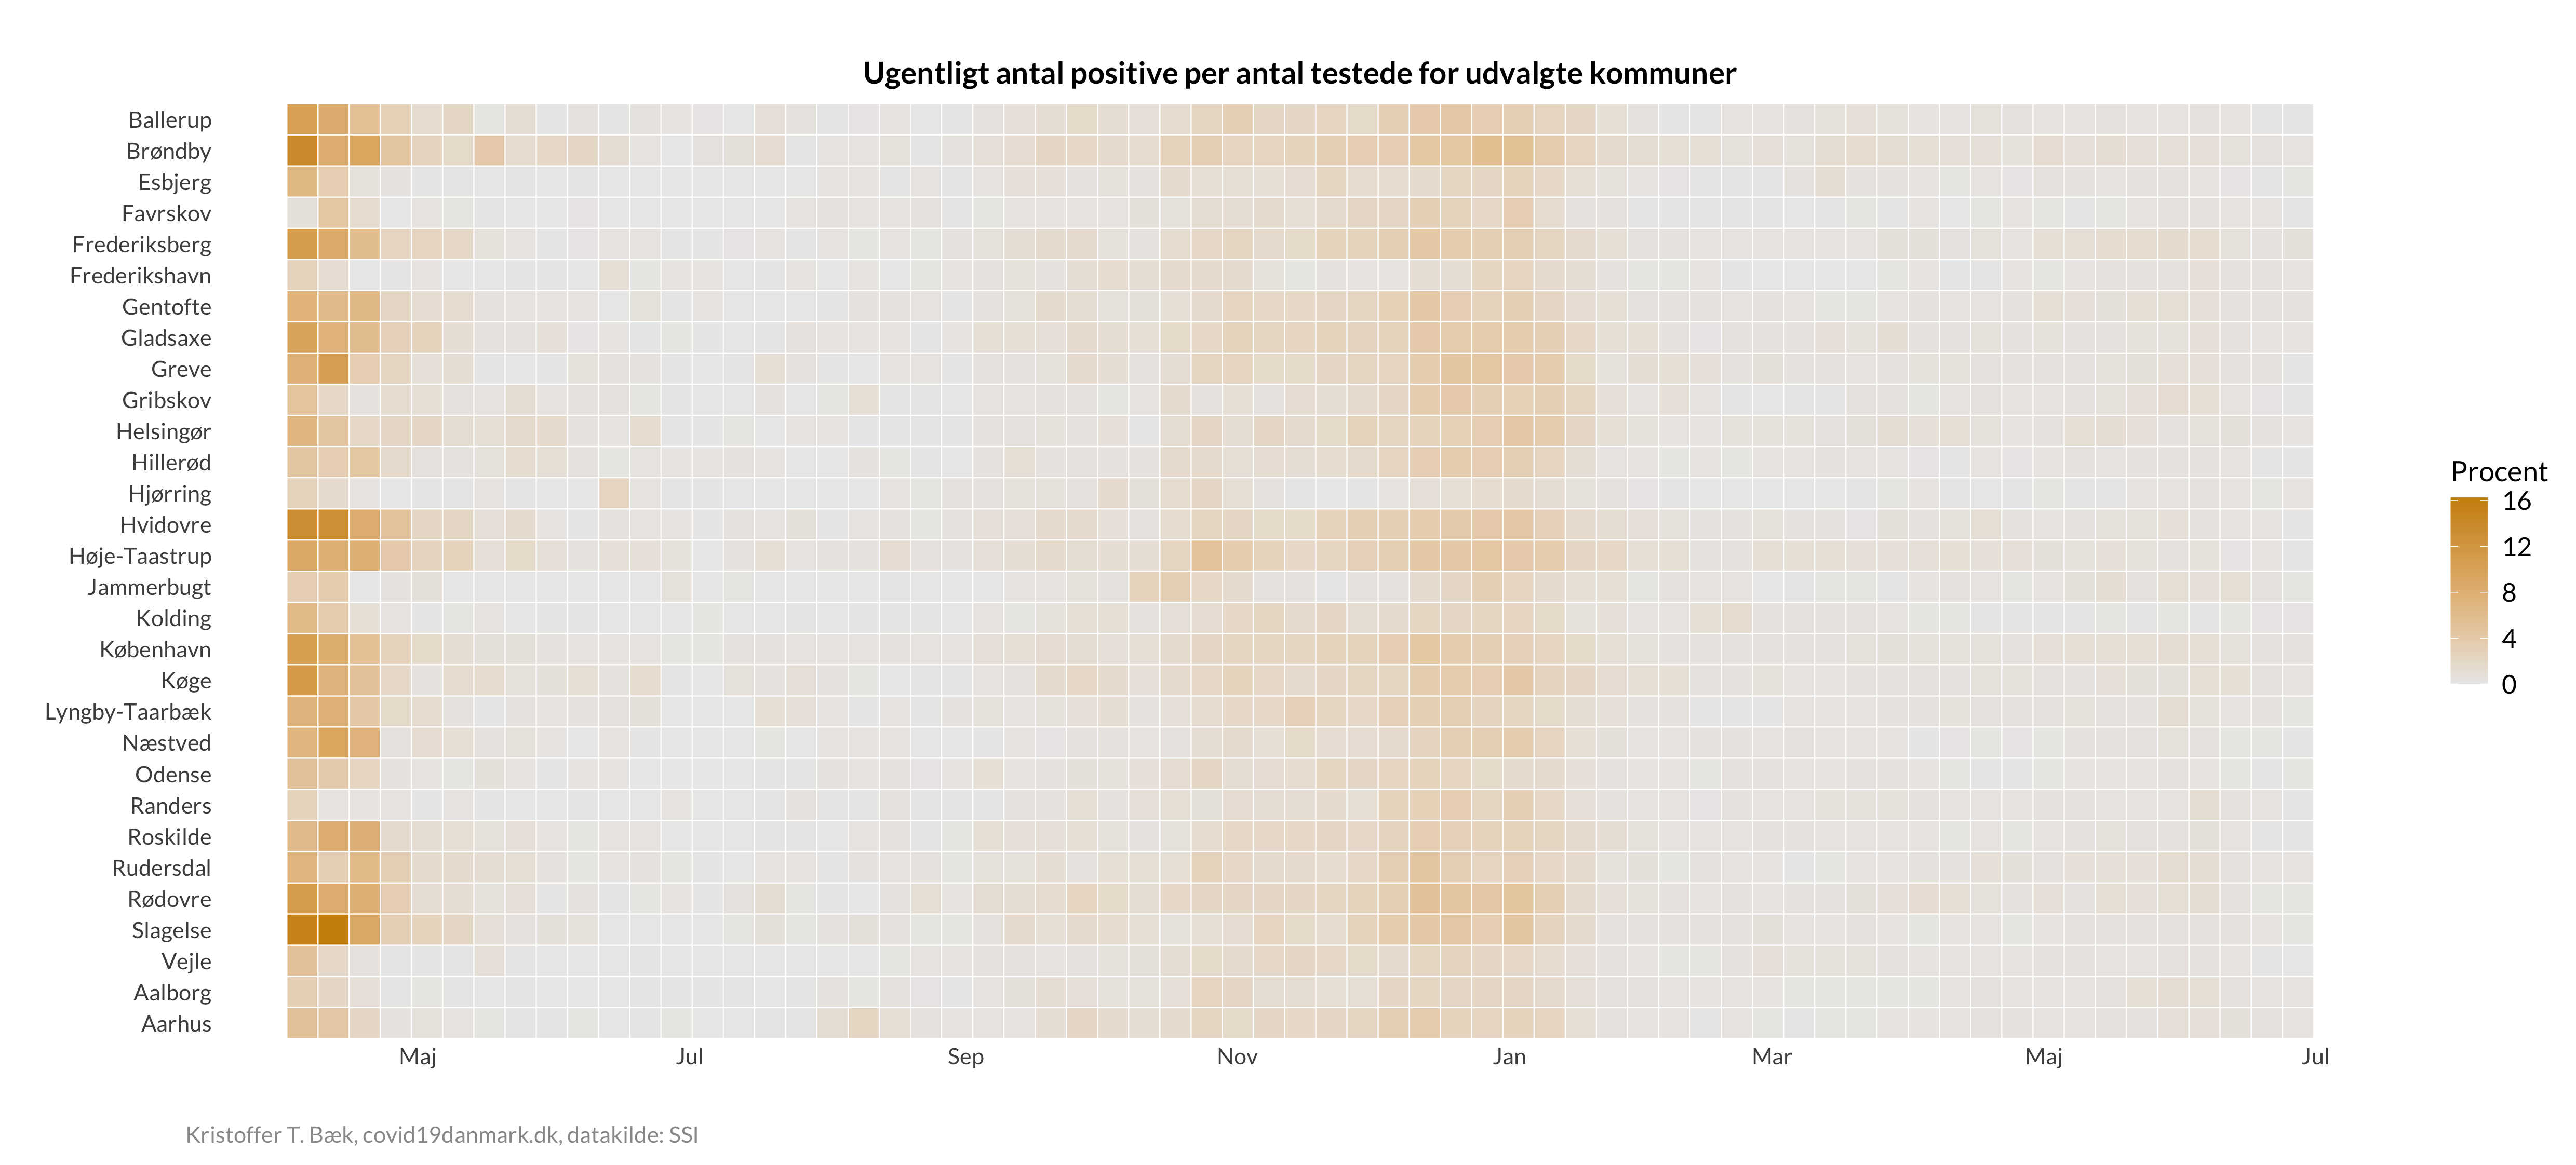 Ugentligt antal positive per antal testede for udvalgte kommuner
Ballerup
Brøndby
Esbjerg
Favrskov
Frederiksberg
Frederikshavn
Gentofte
Gladsaxe
Greve
Gribskov
Helsingør
Hillerød
Hjørring
Hvidovre
Høje-Taastrup
Jammerbugt
Kolding
København
Køge
Lyngby-Taarbæk
Næstved
Odense
Randers
Roskilde
Rudersdal
Rødovre
Slagelse
Vejle
Aalborg
Aarhus
Maj Jul Sep Nov Jan Mar Maj Jul
Procent
16
12
8
4
0
Kristoffer T. Bæk, covid19danmark.dk, datakilde: SSI